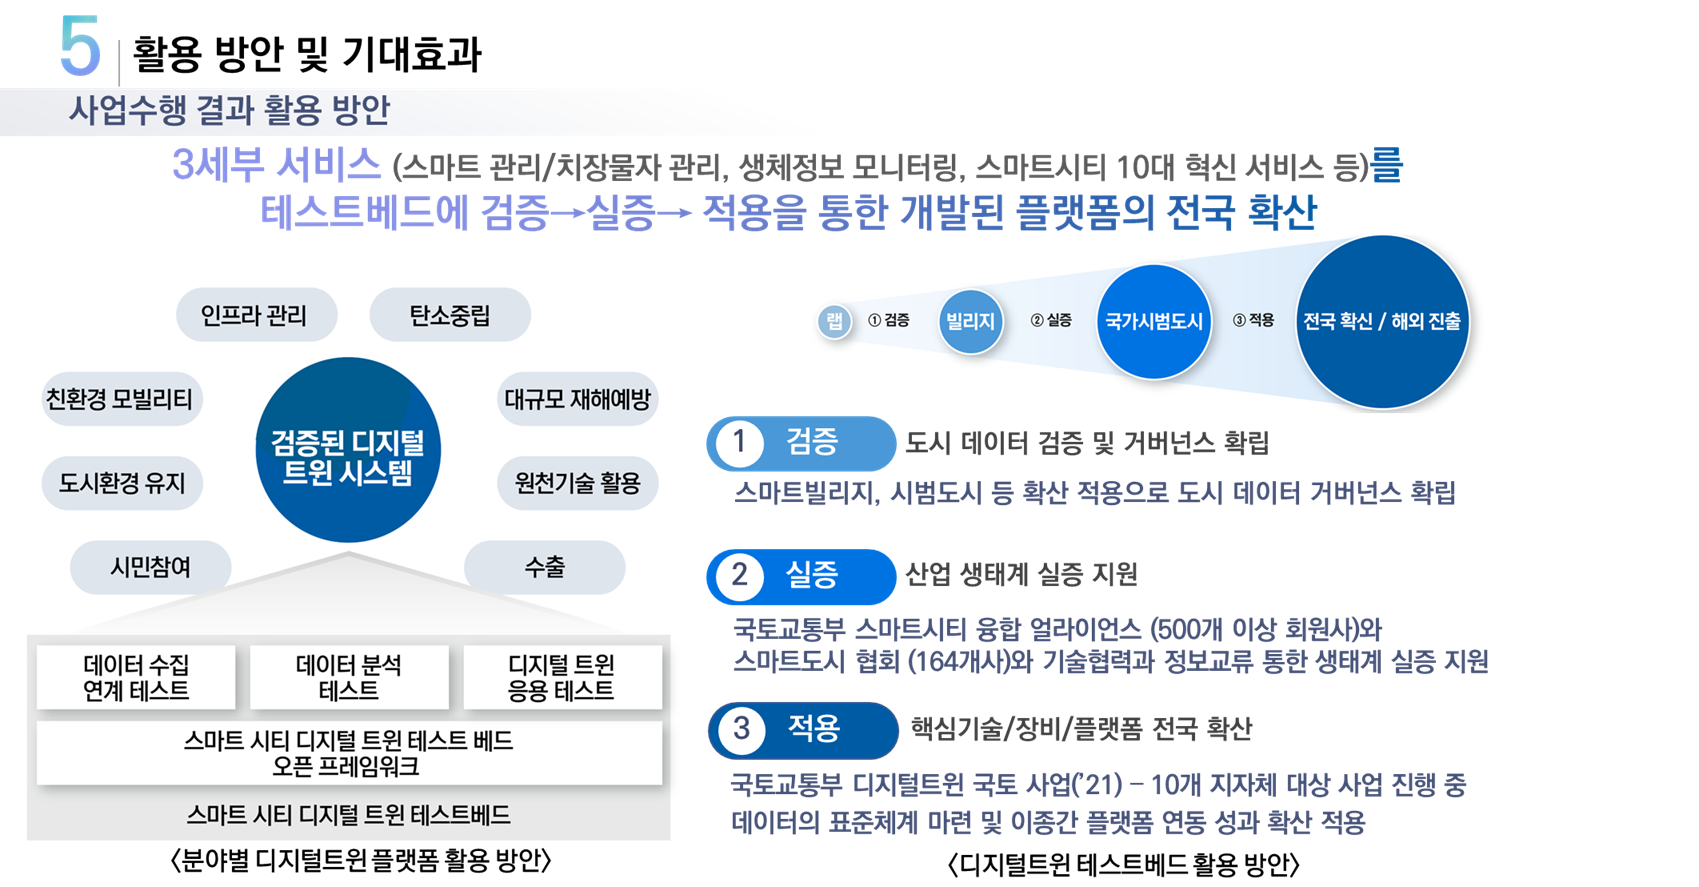 5 활용 방안 및 기대효과
사업수행 결과 활용 방안
3세부 서비스 (스마트 관리/치장물자 관리, 생체정보 모니터링, 스마트시티 10대 혁신 서비스 등)를
테스트베드에 검증→실증→ 적용을 통한 개발된 플랫폼의 전국 확산
인프라 관리
탄소중립
친환경 모빌리티
대규모 재해예방
검증된 디지털
트윈 시스템
도시환경 유지
원천기술 활용
시민참여
수출
데이터 수집
연계 테스트
데이터 분석
테스트
디지털 트윈
응용 테스트
스마트 시티 디지털 트윈 테스트 베드
오픈 프레임워크
스마트 시티 디지털 트윈 테스트베드
〈분야별 디지털트윈 플랫폼 활용 방안〉
랩
① 검증
빌리지
② 실증
국가시범도시
③ 적용
전국 확신 / 해외 진출
1 검증 도시 데이터 검증 및 거버넌스 확립
스마트빌리지, 시범도시 등 확산 적용으로 도시 데이터 거버넌스 확립
2 실증 산업 생태계 실증 지원
국토교통부 스마트시티 융합 얼라이언스 (500개 이상 회원사)와
스마트도시 협회 (164개사)와 기술협력과 정보교류 통한 생태계 실증 지원
3 적용 핵심기술/장비/플랫폼 전국 확산
국토교통부 디지털트윈 국토 사업('21) – 10개 지자체 대상 사업 진행 중
데이터의 표준체계 마련 및 이종간 플랫폼 연동 성과 확산 적용
〈디지털트윈 테스트베드 활용 방안〉